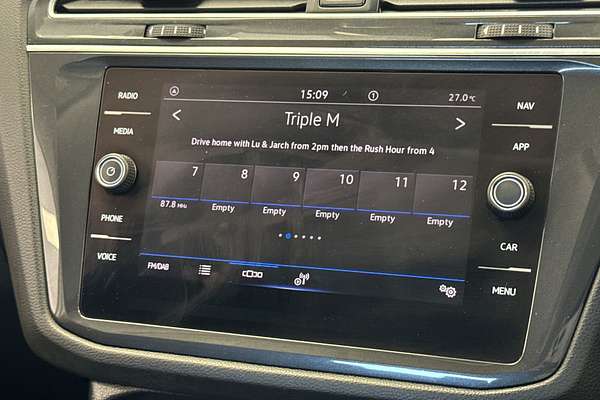 RADIO
MEDIA
PHONE
VOICE
15:09
1
27.0°C
< Triple M >
Drive home with Lu & Jarch from 2pm then the Rush Hour from 4
7 8 9 10 11 12
87.8 MHz Empty Empty Empty Empty Empty
FM/DAB
NAV
APP
CAR
MENU